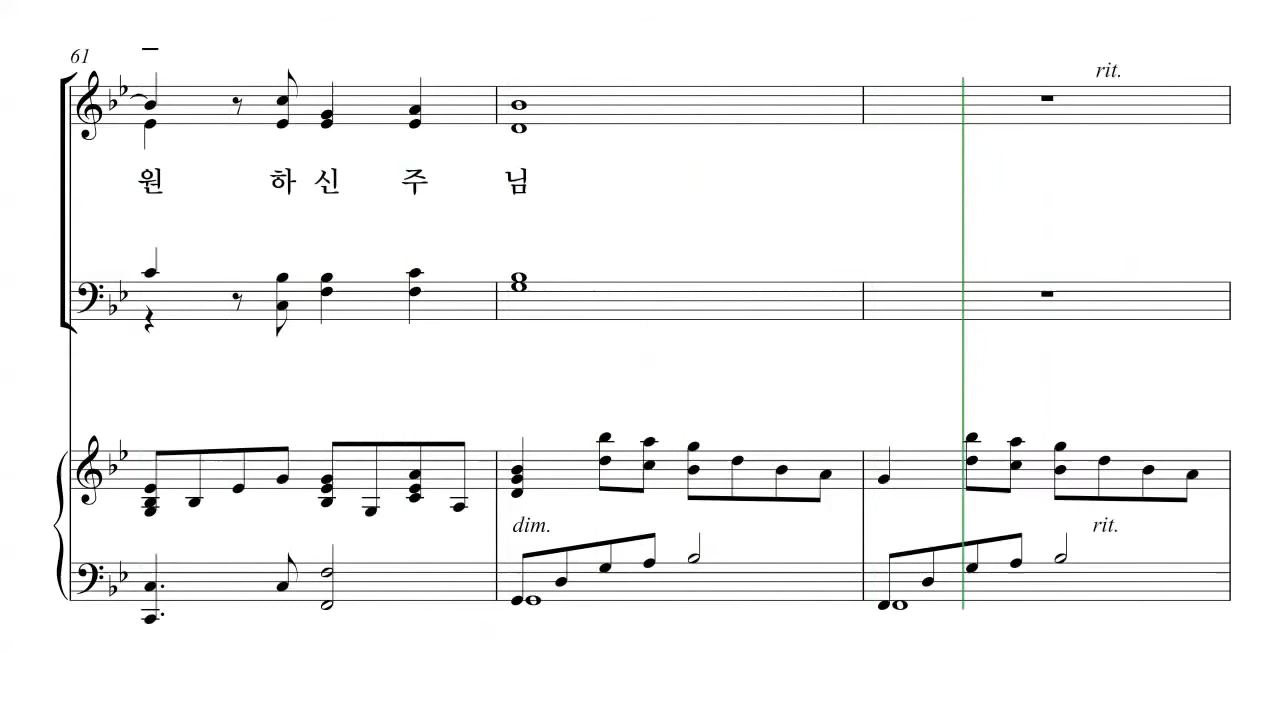 61
rit.
원 하 신 주 님
dim.
rit.